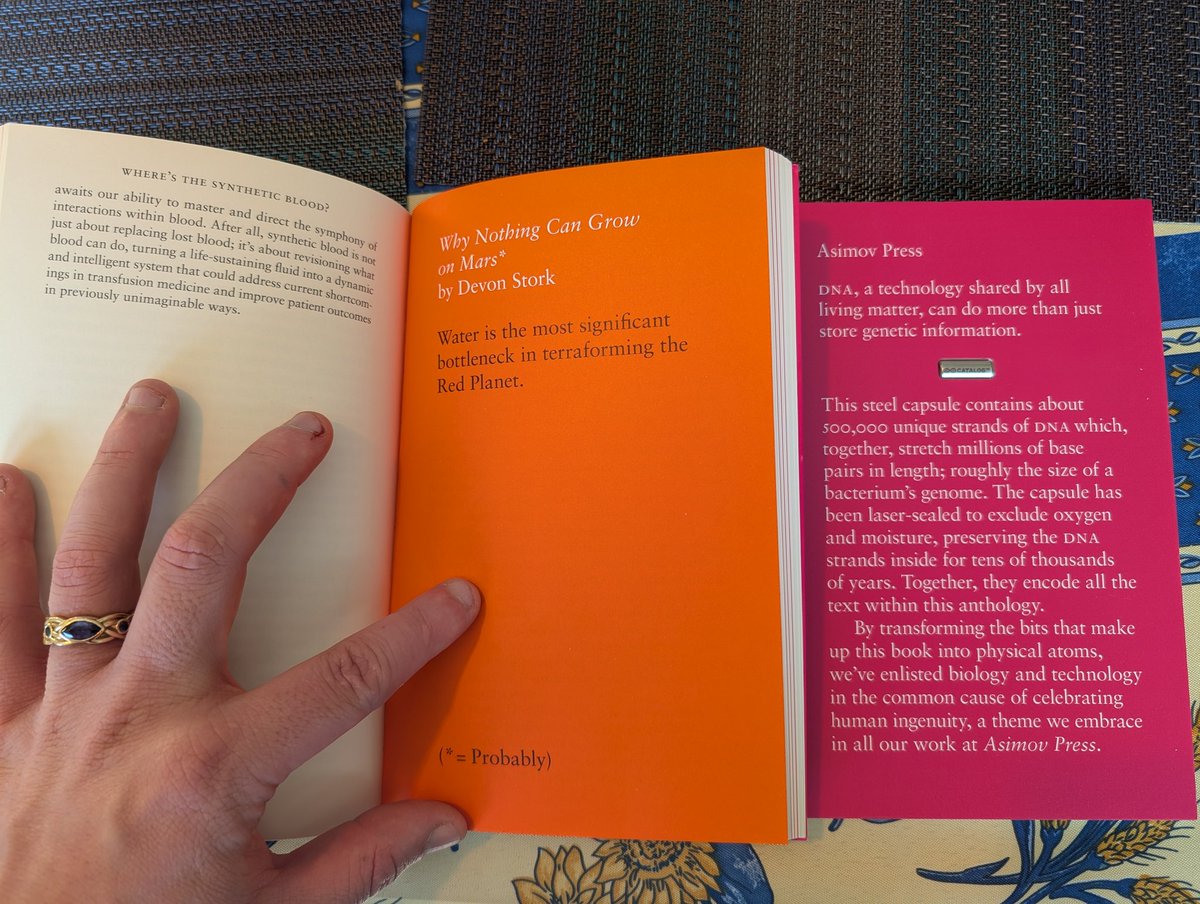 WHERE'S THE SYNTHETIC BLOOD?
awaits our ability to master and direct the symphony of
interactions within blood. After all, synthetic blood is not
just about replacing lost blood; it's about revisioning what
blood can do, turning a life-sustaining fluid into a dynamic
and intelligent system that could address current shortcom-
ings in transfusion medicine and improve patient outcomes
in previously unimaginable ways.
Why Nothing Can Grow
on Mars*
by Devon Stork
Water is the most significant
bottleneck in terraforming the
Red Planet.
(* = Probably)
Asimov Press
DNA, a technology shared by all
living matter, can do more than just
store genetic information.
CATALOG
This steel capsule contains about
500,000 unique strands of DNA which,
together, stretch millions of base
pairs in length; roughly the size of a
bacterium's genome. The capsule has
been laser-sealed to exclude oxygen
and moisture, preserving the DNA
strands inside for tens of thousands
of years. Together, they encode all the
text within this anthology.
By transforming the bits that make
up this book into physical atoms,
we've enlisted biology and technology
in the common cause of celebrating
human ingenuity, a theme we embrace
in all our work at Asimov Press.